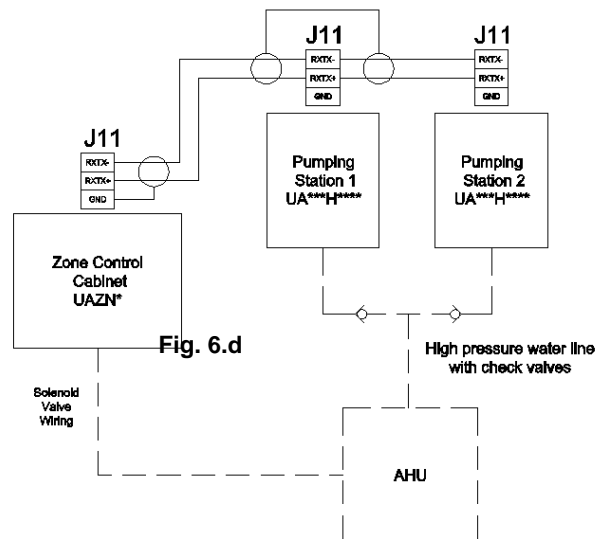 J11
J11
RXTX-
RXTX+
GND
RXTX-
RXTX+
GND
J11
RXTX-
RXTX+
GND
Pumping
Station 1
UA***H****
Pumping
Station 2
UA***H****
Zone Control
Cabinet
UAZN*
Fig. 6.d
High pressure water line
with check valves
Solenoid
Valve
Wiring
AHU